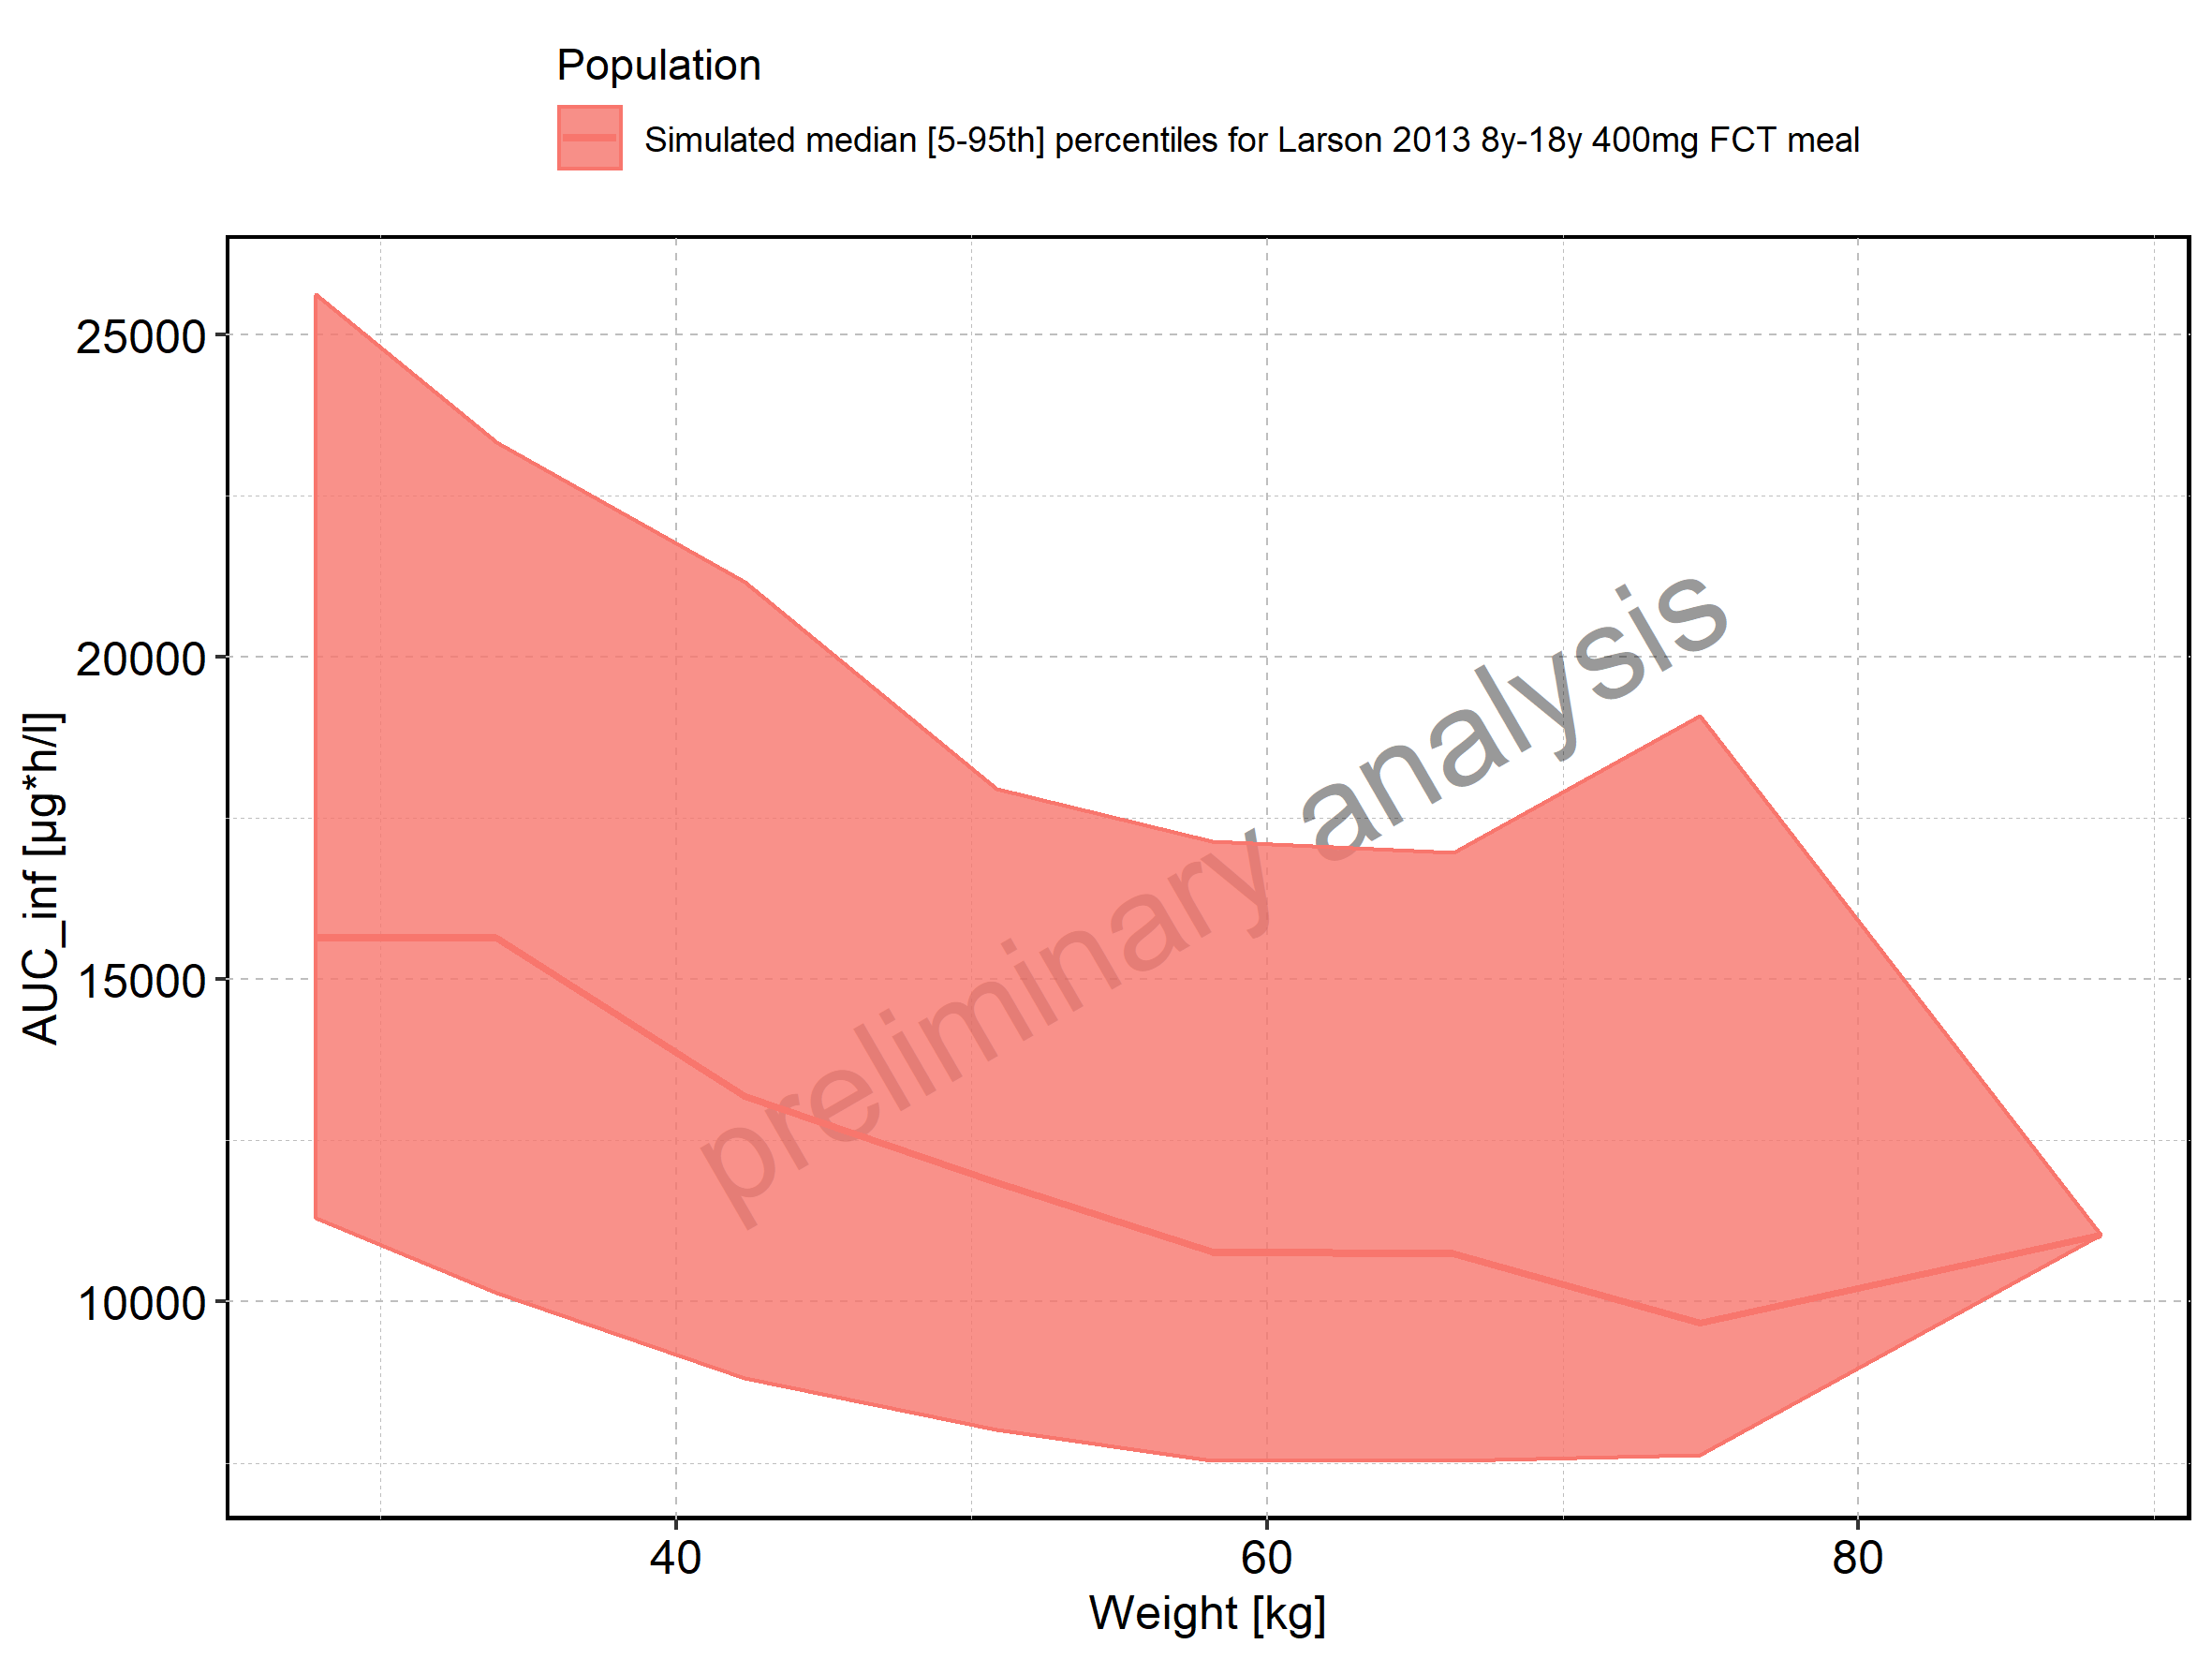 Population
Simulated median [5-95th] percentiles for Larson 2013 8y-18y 400mg FCT meal
25000
20000
15000
10000
AUC_inf [µg*h/l]
preliminary analysis
40
60
80
Weight [kg]